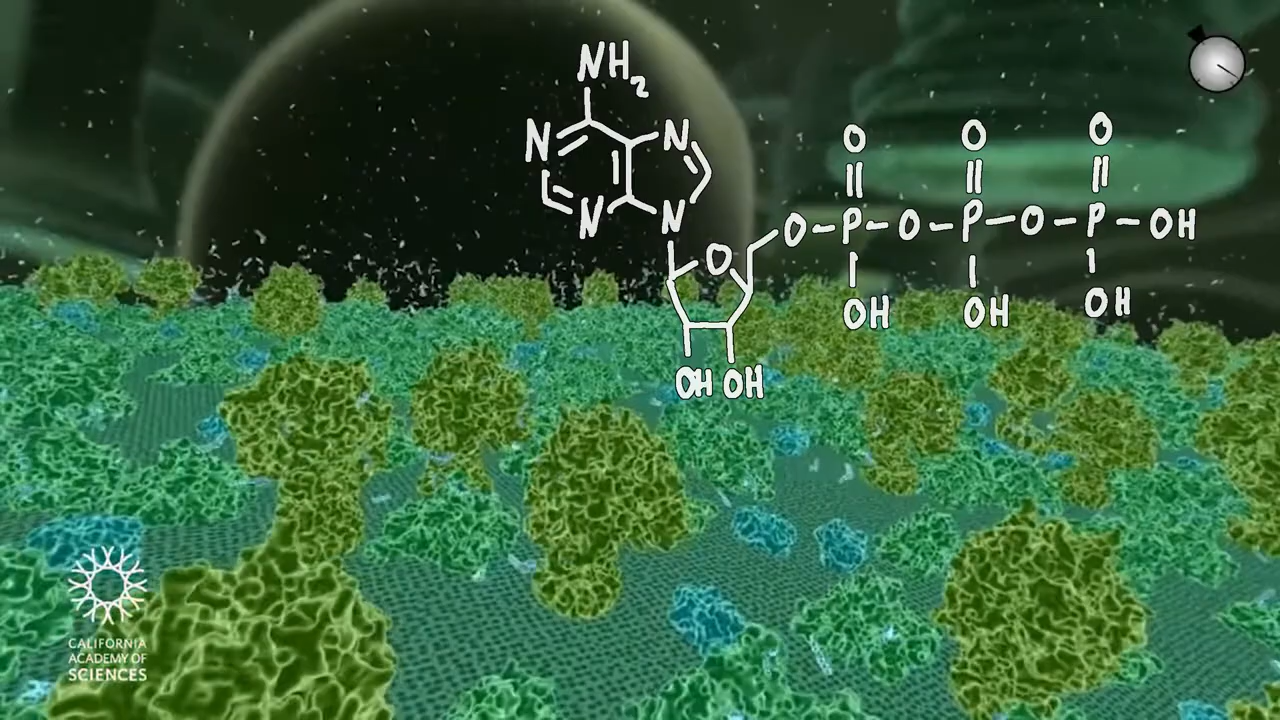 NH2
N N
N N
O O O
O O-P-O-P-O-P-OH
OH OH OH
OH OH
CALIFORNIA
ACADEMY OF
SCIENCES